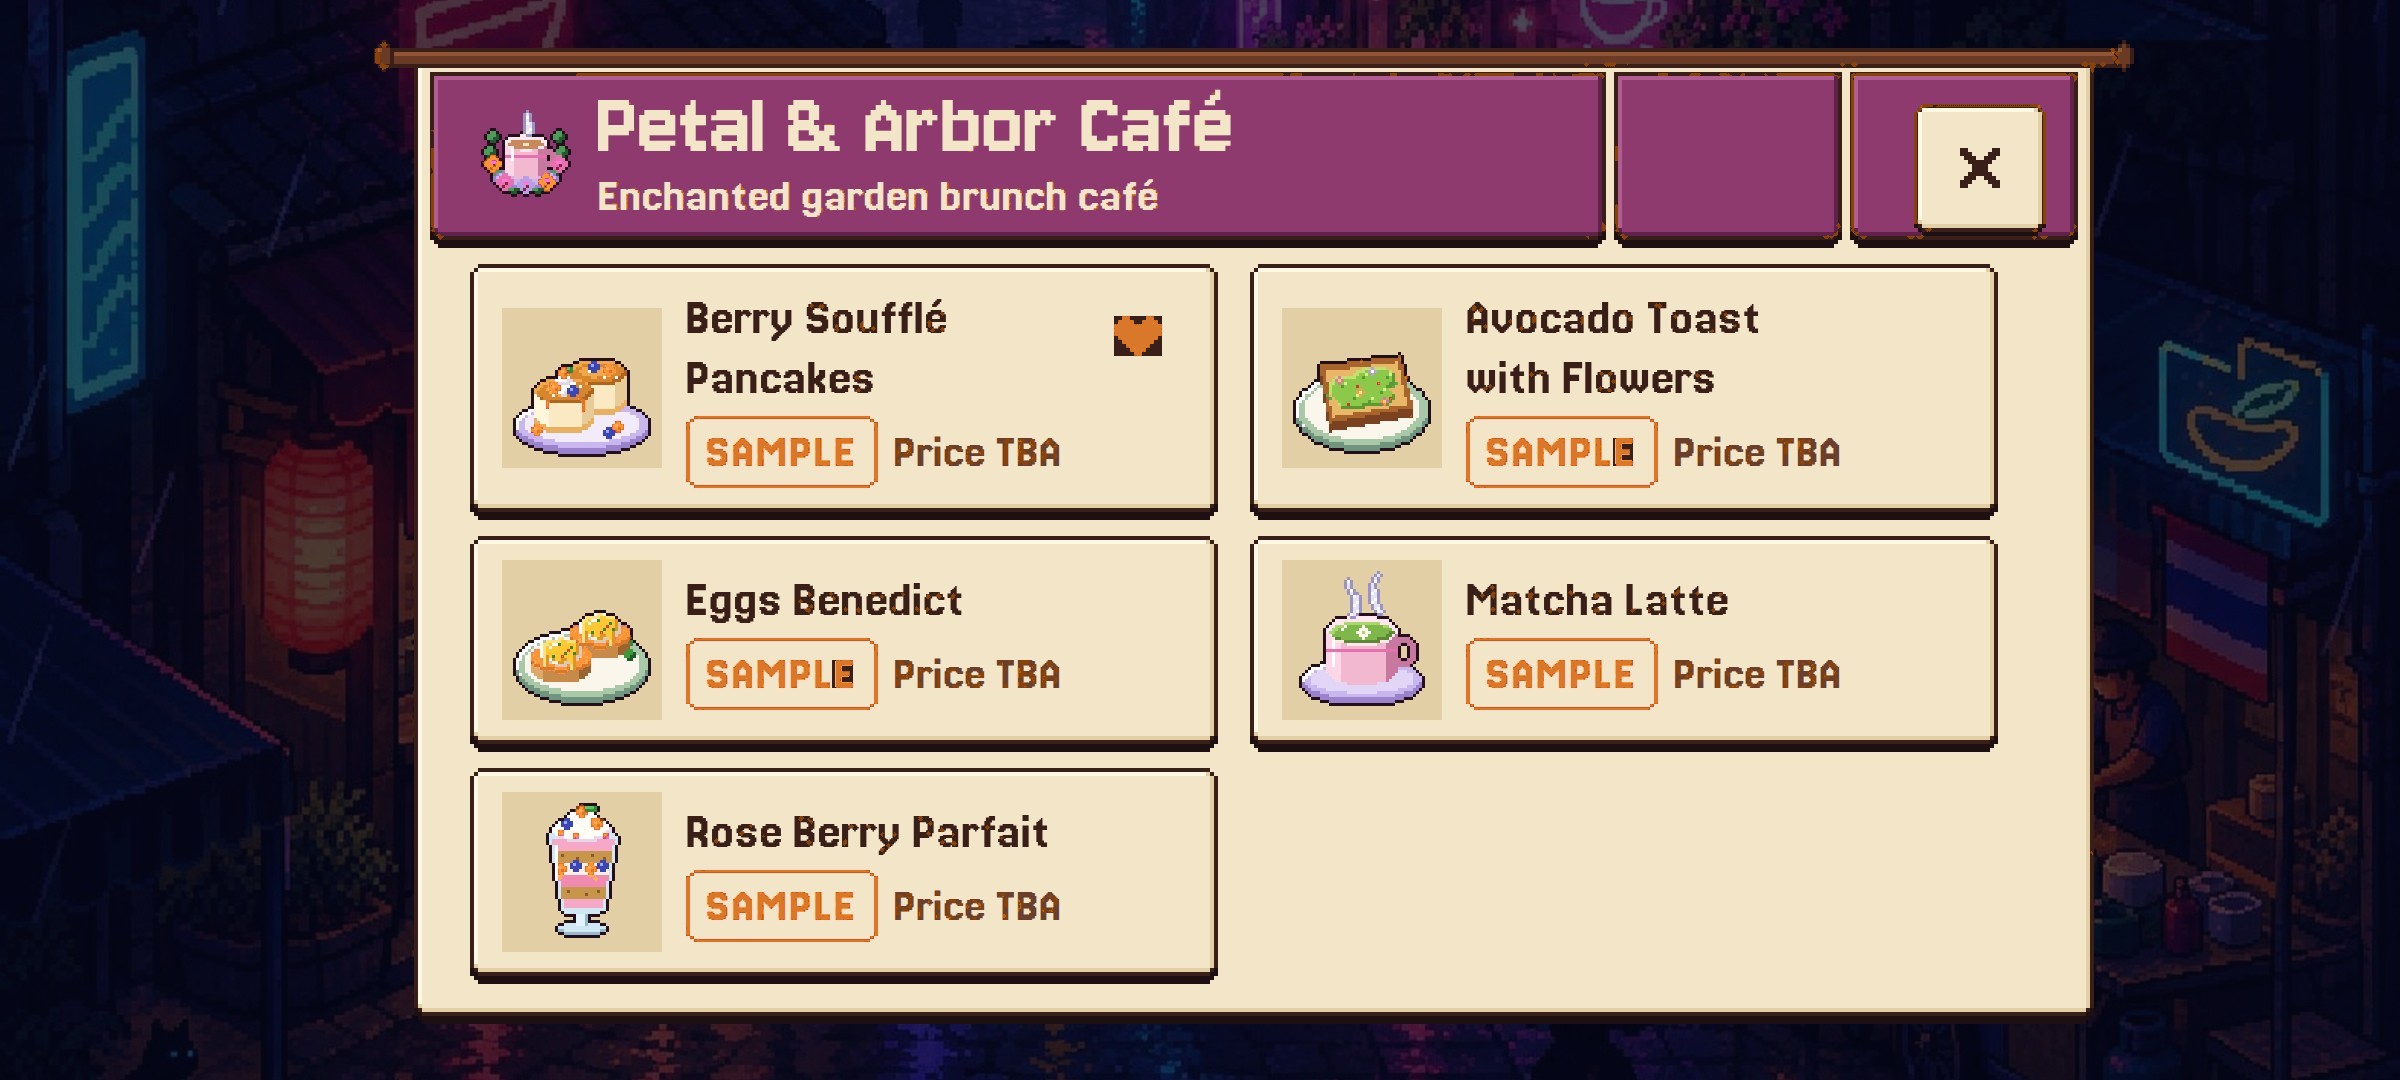 Petal & Arbor Café
Enchanted garden brunch café
Berry Soufflé
Pancakes
SAMPLE Price TBA
Avocado Toast
with Flowers
SAMPLE Price TBA
Eggs Benedict
SAMPLE Price TBA
Matcha Latte
SAMPLE Price TBA
Rose Berry Parfait
SAMPLE Price TBA